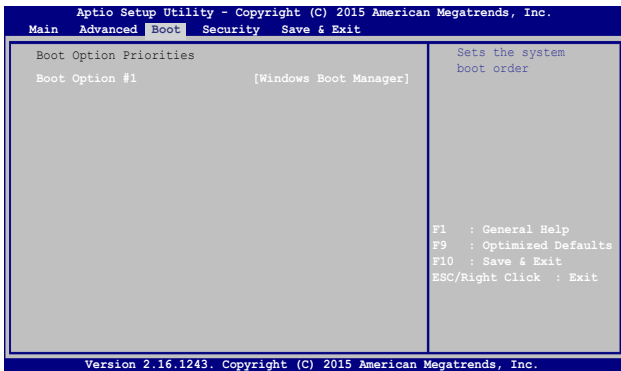 Aptio Setup Utility - Copyright (C) 2015 American Megatrends, Inc.
Main Advanced Boot Security Save & Exit
Boot Option Priorities
Boot Option #1 [Windows Boot Manager]
Sets the system
boot order
F1 : General Help
F9 : Optimized Defaults
F10 : Save & Exit
ESC/Right Click : Exit
Version 2.16.1243. Copyright (C) 2015 American Megatrends, Inc.